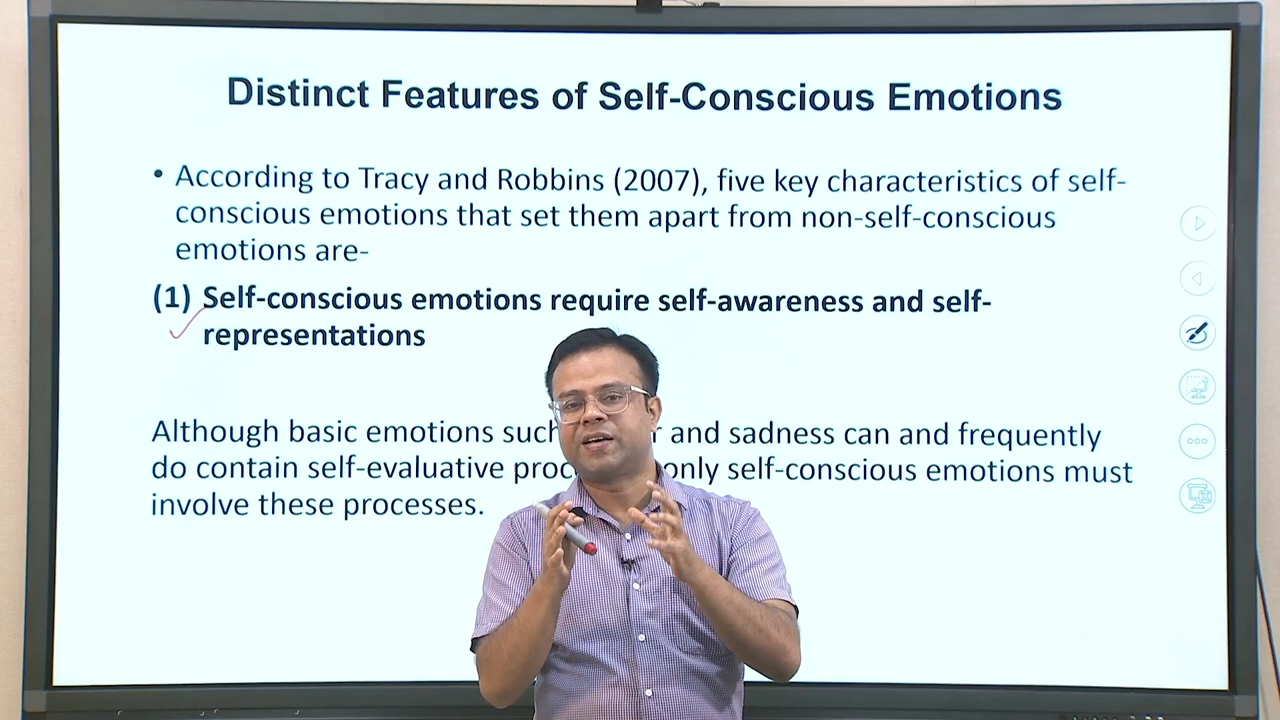 Distinct Features of Self-Conscious Emotions
• According to Tracy and Robbins (2007), five key characteristics of self-
conscious emotions that set them apart from non-self-conscious
emotions are-
(1) Self-conscious emotions require self-awareness and self-
representations
Although basic emotions such and sadness can and frequently
do contain self-evaluative only self-conscious emotions must
involve these processes.